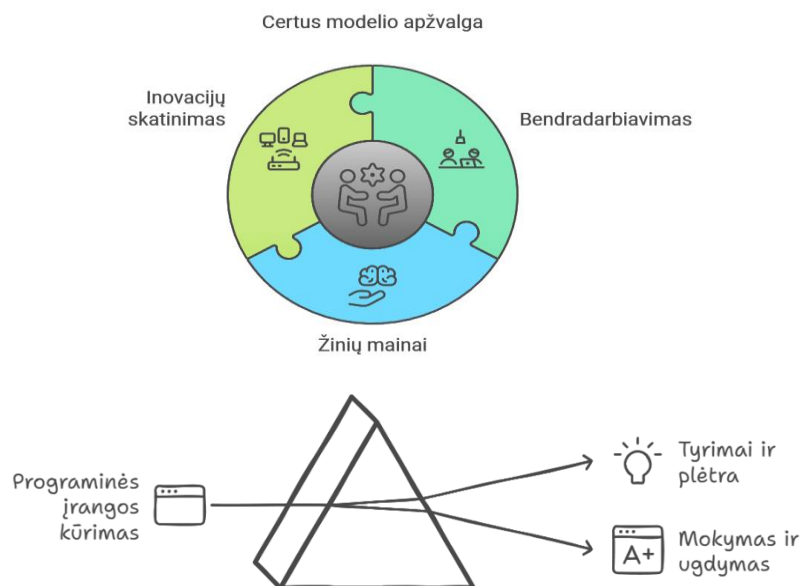 Certus modelio apžvalga
Inovacijų
skatinimas
Bendradarbiavimas
Žinių mainai
Programinės
įrangos
kūrimas
Tyrimai ir
plėtra
A+
Mokymas ir
ugdymas